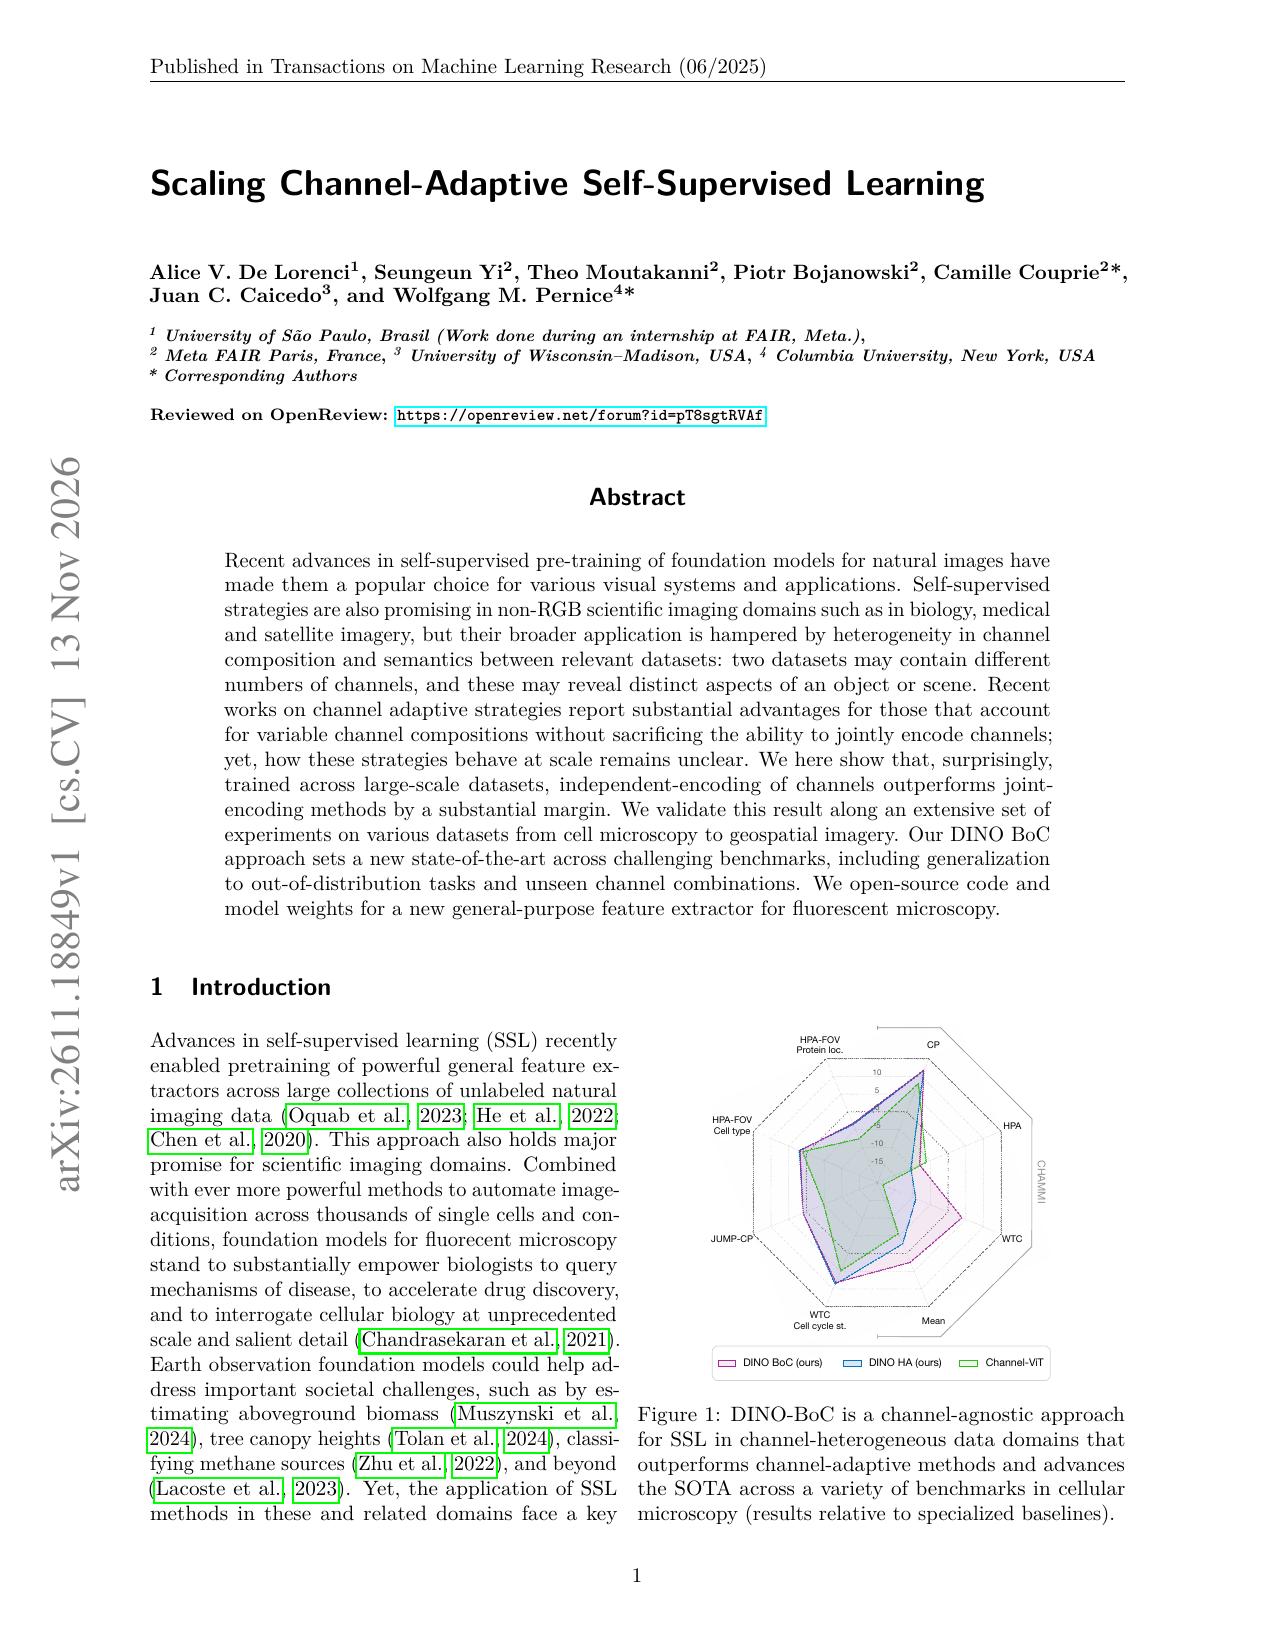 Published in Transactions on Machine Learning Research (06/2025)
Scaling Channel-Adaptive Self-Supervised Learning
Alice V. De Lorenci1, Seungeun Yi2, Theo Moutakanni2, Piotr Bojanowski2, Camille Couprie2*,
Juan C. Caicedo3, and Wolfgang M. Pernice4*
1 University of São Paulo, Brasil (Work done during an internship at FAIR, Meta.),
2 Meta FAIR Paris, France, 3 University of Wisconsin–Madison, USA, 4 Columbia University, New York, USA
* Corresponding Authors
Reviewed on OpenReview: https://openreview.net/forum?id=pT8sgtRVAf
arXiv:2611.18849v1 [cs.CV] 13 Nov 2026
Abstract
Recent advances in self-supervised pre-training of foundation models for natural images have
made them a popular choice for various visual systems and applications. Self-supervised
strategies are also promising in non-RGB scientific imaging domains such as in biology, medical
and satellite imagery, but their broader application is hampered by heterogeneity in channel
composition and semantics between relevant datasets: two datasets may contain different
numbers of channels, and these may reveal distinct aspects of an object or scene. Recent
works on channel adaptive strategies report substantial advantages for those that account
for variable channel compositions without sacrificing the ability to jointly encode channels;
yet, how these strategies behave at scale remains unclear. We here show that, surprisingly,
trained across large-scale datasets, independent-encoding of channels outperforms joint-
encoding methods by a substantial margin. We validate this result along an extensive set of
experiments on various datasets from cell microscopy to geospatial imagery. Our DINO BoC
approach sets a new state-of-the-art across challenging benchmarks, including generalization
to out-of-distribution tasks and unseen channel combinations. We open-source code and
model weights for a new general-purpose feature extractor for fluorescent microscopy.
1 Introduction
Advances in self-supervised learning (SSL) recently
enabled pretraining of powerful general feature ex-
tractors across large collections of unlabeled natural
imaging data (Oquab et al., 2023; He et al., 2022;
Chen et al., 2020). This approach also holds major
promise for scientific imaging domains. Combined
with ever more powerful methods to automate image-
acquisition across thousands of single cells and con-
ditions, foundation models for fluorecent microscopy
stand to substantially empower biologists to query
mechanisms of disease, to accelerate drug discovery,
and to interrogate cellular biology at unprecedented
scale and salient detail (Chandrasekaran et al., 2021).
Earth observation foundation models could help ad-
dress important societal challenges, such as by es-
timating aboveground biomass (Muszynski et al.,
2024), tree canopy heights (Tolan et al., 2024), classi-
fying methane sources (Zhu et al., 2022), and beyond
(Lacoste et al., 2023). Yet, the application of SSL
methods in these and related domains face a key
HPA-FOV
Protein loc.
CP
10
5
0
-5
-10
-15
HPA-FOV
Cell type
HPA
CHAMMI
JUMP-CP
WTC
WTC
Cell cycle st.
Mean
DINO BoC (ours)
DINO HA (ours)
Channel-ViT
Figure 1: DINO-BoC is a channel-agnostic approach
for SSL in channel-heterogeneous data domains that
outperforms channel-adaptive methods and advances
the SOTA across a variety of benchmarks in cellular
microscopy (results relative to specialized baselines).
1